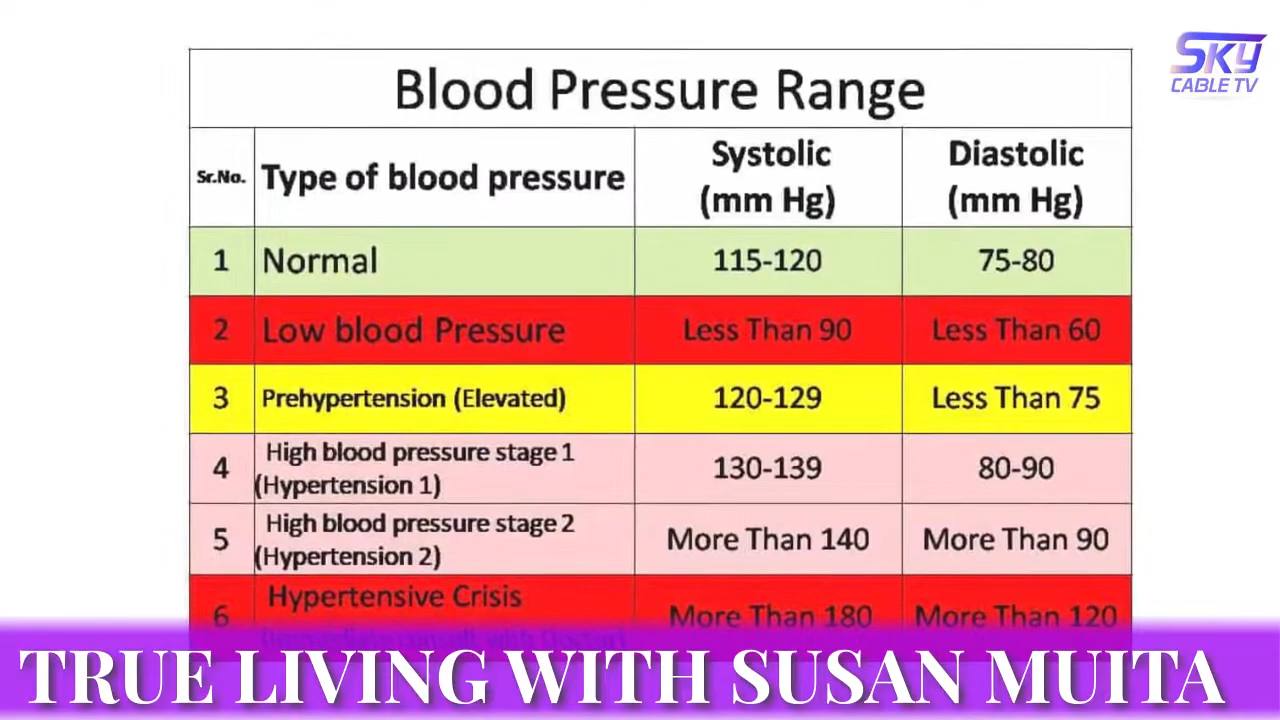 SKY
CABLE TV
Blood Pressure Range
Sr.No. Type of blood pressure Systolic (mm Hg) Diastolic (mm Hg)
1 Normal 115-120 75-80
2 Low blood Pressure Less Than 90 Less Than 60
3 Prehypertension (Elevated) 120-129 Less Than 75
4 High blood pressure stage 1 (Hypertension 1) 130-139 80-90
5 High blood pressure stage 2 (Hypertension 2) More Than 140 More Than 90
6 Hypertensive Crisis (Immediate consult with Doctor) More Than 180 More Than 120
TRUE LIVING WITH SUSAN MUITA